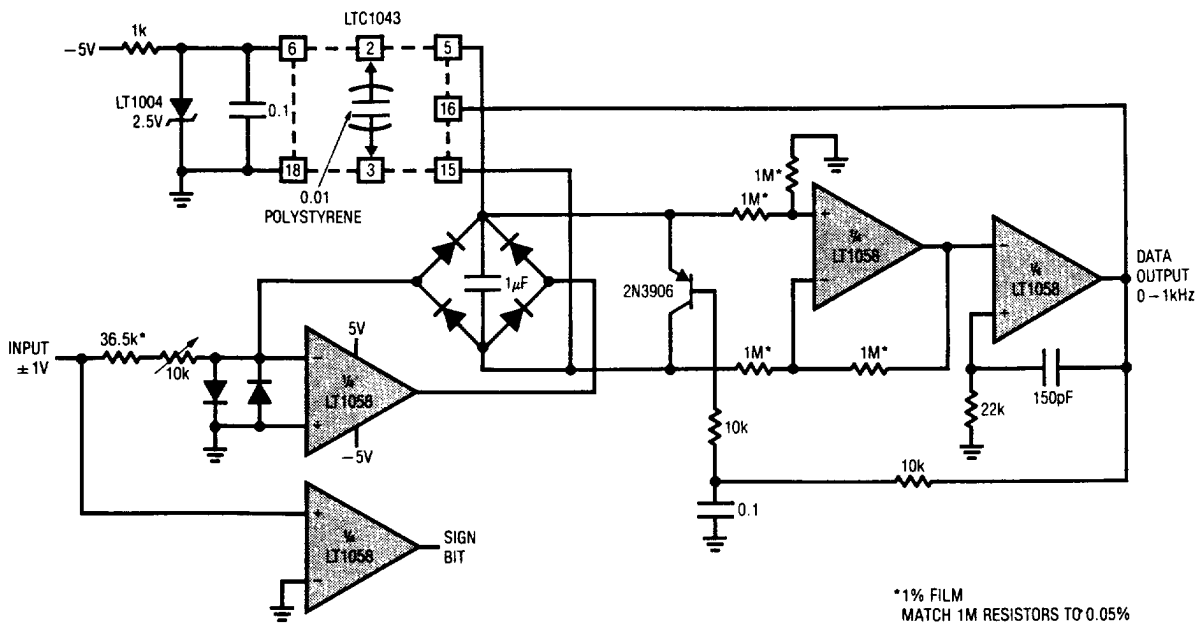 LTC1043
1k
−5V
6
2
5
LT1004
2.5V
0.1
16
18
3
15
0.01
POLYSTYRENE
1M*
1M*
+
¼
LT1058
−
−
¼
LT1058
+
DATA
OUTPUT
0 – 1kHz
1µF
2N3906
INPUT
±1V
36.5k*
10k
5V
−
¼
LT1058
+
−5V
1M*
1M*
150pF
22k
10k
10k
0.1
+
¼
LT1058
−
SIGN
BIT
*1% FILM
MATCH 1M RESISTORS TO 0.05%